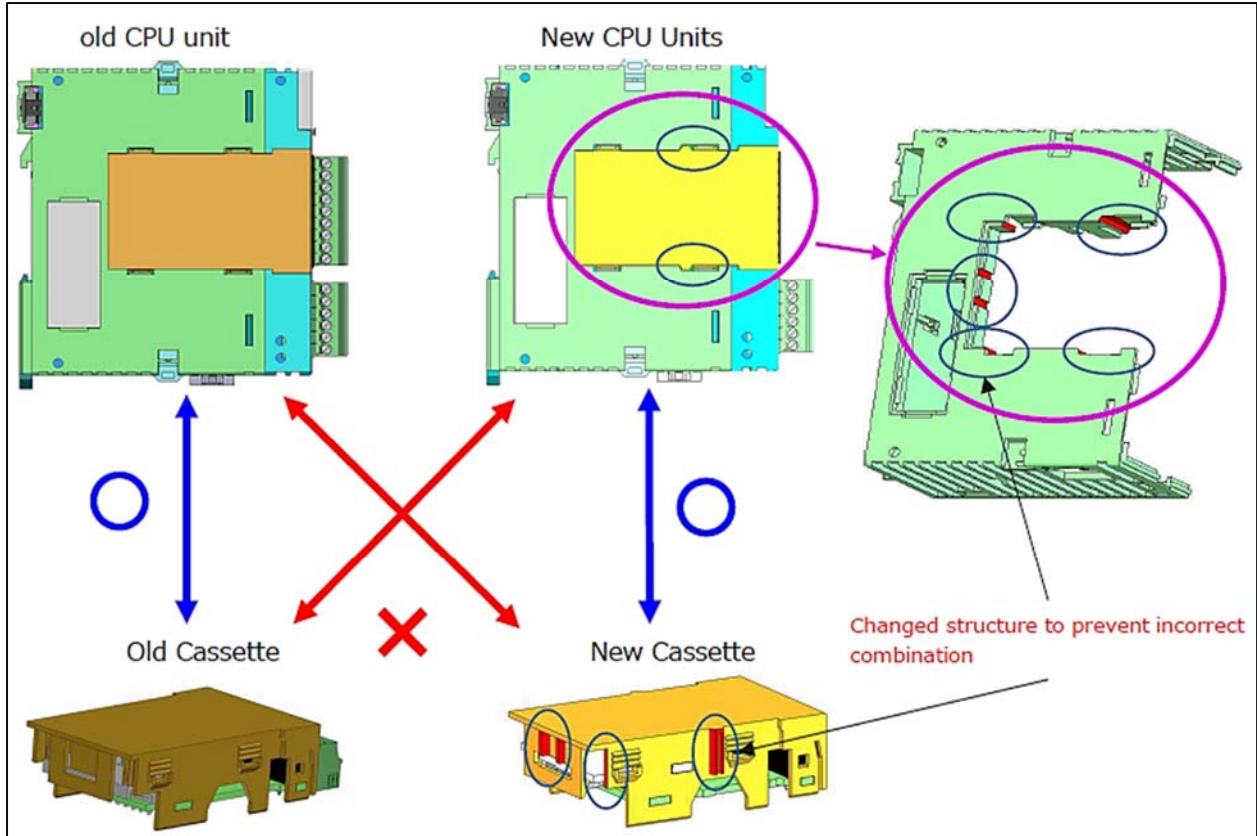 old CPU unit
New CPU Units
Old Cassette
New Cassette
Changed structure to prevent incorrect
combination